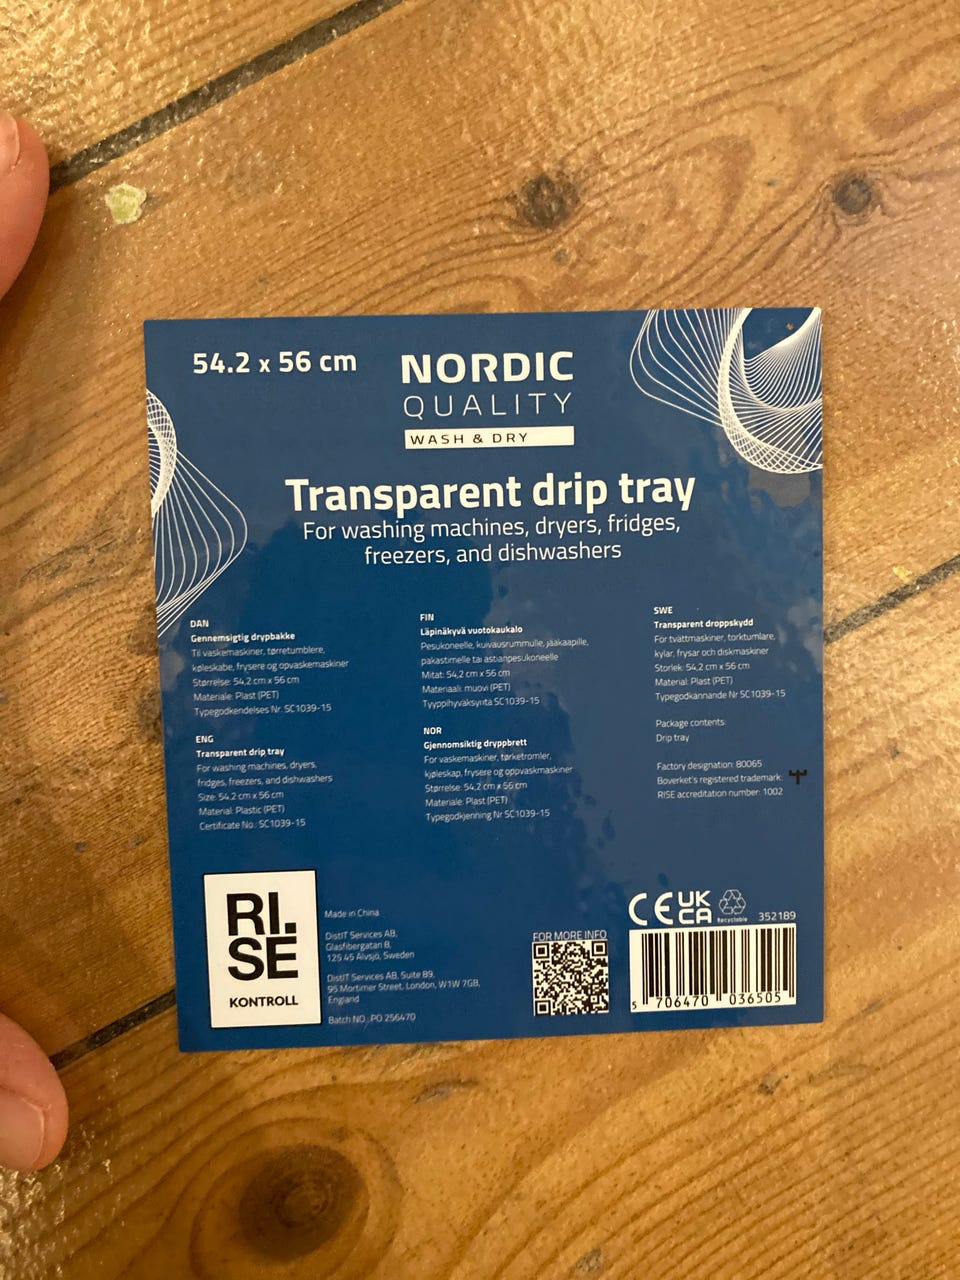 54.2 x 56 cm
NORDIC
QUALITY
WASH & DRY
Transparent drip tray
For washing machines, dryers, fridges,
freezers, and dishwashers
DAN
Gennemsigtig drypbakke
Til vaskemaskiner, tørretumblere,
køleskabe, frysere og opvaskemaskiner
Størrelse: 54,2 cm x 56 cm
Materiale: Plast (PET)
Typegodkendelses Nr. SC1039-15
ENG
Transparent drip tray
For washing machines, dryers,
fridges, freezers, and dishwashers
Size: 54,2 cm x 56 cm
Material: Plastic (PET)
Certificate No.: SC1039-15
FIN
Läpinäkyvä vuotokaukalo
Pesukoneelle, kuivausrummulle, jääkaapille,
pakastimelle tai astianpesukoneelle
Mitat: 54,2 cm x 56 cm
Materiaali: muovi (PET)
Tyyppihyväksyntä SC1039-15
NOR
Gjennomsiktig dryppbrett
For vaskemaskiner, tørketromler,
kjøleskap, frysere og oppvaskmaskiner
Størrelse: 54,2 cm x 56 cm
Materiale: Plast (PET)
Typegodkjenning Nr SC1039-15
SWE
Transparent droppskydd
För tvättmaskiner, torktumlare,
kylar, frysar och diskmaskiner
Storlek: 54,2 cm x 56 cm
Material: Plast (PET)
Typegodkannande Nr SC1039-15
Package contents:
Drip tray
Factory designation: 80065
Boverket's registered trademark:
RISE accreditation number: 1002
RI.
SE
KONTROLL
Made in China
DistIT Services AB,
Glasfibergatan 8,
125 45 Älvsjö, Sweden
DistIT Services AB, Suite 89,
95 Mortimer Street, London, W1W 7GB,
England
Batch NO.: PO 256470
FOR MORE INFO
CE UK
CA
Recyclable
352189
5 706470 036505